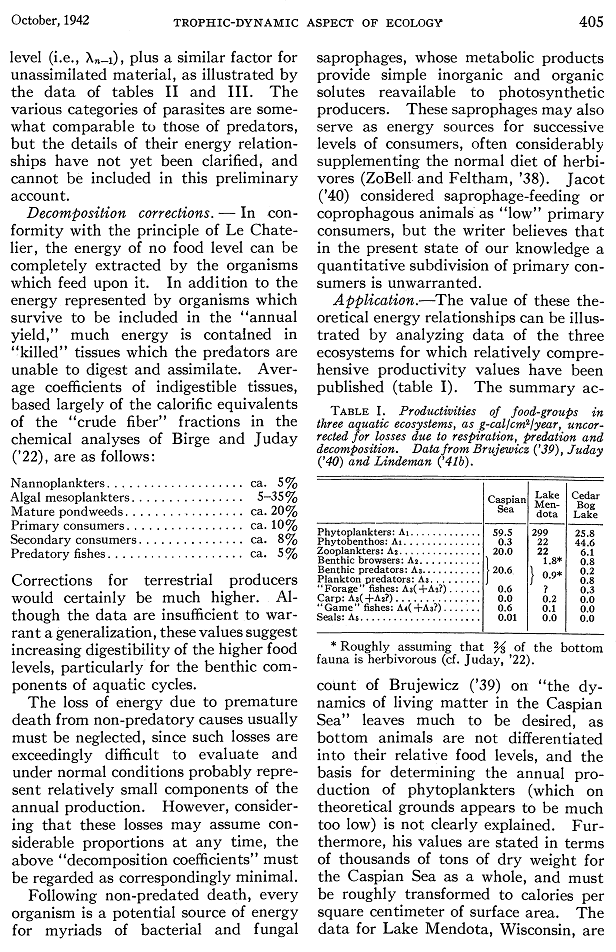 October, 1942
TROPHIC-DYNAMIC ASPECT OF ECOLOGY
405
level (i.e., λₙ₋₁), plus a similar factor for
unassimilated material, as illustrated by
the data of tables II and III. The
various categories of parasites are some-
what comparable to those of predators,
but the details of their energy relation-
ships have not yet been clarified, and
cannot be included in this preliminary
account.
Decomposition corrections. — In con-
formity with the principle of Le Chate-
lier, the energy of no food level can be
completely extracted by the organisms
which feed upon it. In addition to the
energy represented by organisms which
survive to be included in the "annual
yield," much energy is contained in
"killed" tissues which the predators are
unable to digest and assimilate. Aver-
age coefficients of indigestible tissues,
based largely of the calorific equivalents
of the "crude fiber" fractions in the
chemical analyses of Birge and Juday
('22), are as follows:
Nannoplankters.................. ca. 5%
Algal mesoplankters.............. 5–35%
Mature pondweeds............... ca. 20%
Primary consumers.............. ca. 10%
Secondary consumers............ ca. 8%
Predatory fishes................. ca. 5%
Corrections for terrestrial producers
would certainly be much higher. Al-
though the data are insufficient to war-
rant a generalization, these values suggest
increasing digestibility of the higher food
levels, particularly for the benthic com-
ponents of aquatic cycles.
The loss of energy due to premature
death from non-predatory causes usually
must be neglected, since such losses are
exceedingly difficult to evaluate and
under normal conditions probably repre-
sent relatively small components of the
annual production. However, consider-
ing that these losses may assume con-
siderable proportions at any time, the
above "decomposition coefficients" must
be regarded as correspondingly minimal.
Following non-predated death, every
organism is a potential source of energy
for myriads of bacterial and fungal
saprophages, whose metabolic products
provide simple inorganic and organic
solutes reavailable to photosynthetic
producers. These saprophages may also
serve as energy sources for successive
levels of consumers, often considerably
supplementing the normal diet of herbi-
vores (ZoBell and Feltham, '38). Jacot
('40) considered saprophage-feeding or
coprophagous animals as "low" primary
consumers, but the writer believes that
in the present state of our knowledge a
quantitative subdivision of primary con-
sumers is unwarranted.
Application.—The value of these the-
oretical energy relationships can be illus-
trated by analyzing data of the three
ecosystems for which relatively compre-
hensive productivity values have been
published (table I). The summary ac-
TABLE I. Productivities of food-groups in
three aquatic ecosystems, as g-cal/cm²/year, uncor-
rected for losses due to respiration, predation and
decomposition. Data from Brujewicz ('39), Juday
('40) and Lindeman ('41b).
Caspian Sea | Lake Men-dota | Cedar Bog Lake
Phytoplankters: Λ₁............ 59.5 299 25.8
Phytobenthos: Λ₁............. 0.3 22 44.6
Zooplankters: Λ₂.............. 20.0 22 6.1
Benthic browsers: Λ₂.......... } 20.6 1.8* 0.8
Benthic predators: Λ₃......... } 0.9* 0.2
Plankton predators: Λ₃........ 0.8
"Forage" fishes: Λ₃(+Λ₂?)...... 0.6 ? 0.3
Carp: Λ₃(+Λ₂?)............... 0.0 0.2 0.0
"Game" fishes: Λ₄(+Λ₃?)....... 0.6 0.1 0.0
Seals: Λ₅..................... 0.01 0.0 0.0
* Roughly assuming that ⅔ of the bottom
fauna is herbivorous (cf. Juday, '22).
count of Brujewicz ('39) on "the dy-
namics of living matter in the Caspian
Sea" leaves much to be desired, as
bottom animals are not differentiated
into their relative food levels, and the
basis for determining the annual pro-
duction of phytoplankters (which on
theoretical grounds appears to be much
too low) is not clearly explained. Fur-
thermore, his values are stated in terms
of thousands of tons of dry weight for
the Caspian Sea as a whole, and must
be roughly transformed to calories per
square centimeter of surface area. The
data for Lake Mendota, Wisconsin, are